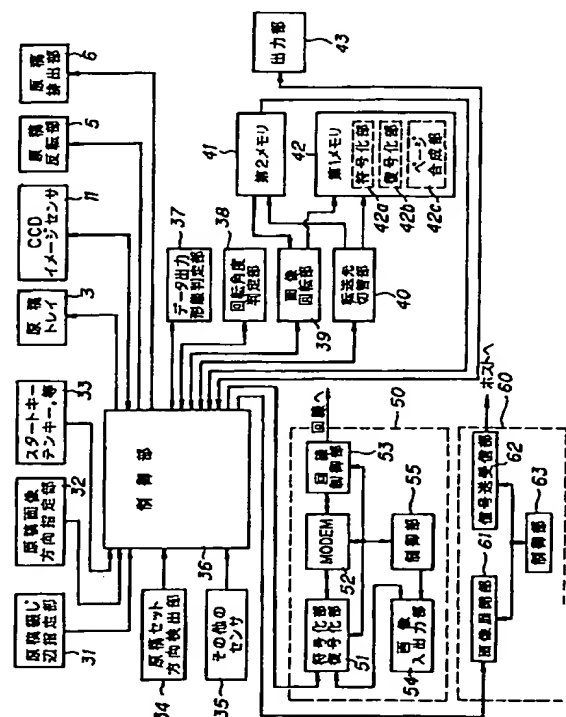 原稿綴じ
辺指定部
31
原稿画像
方向指定部
32
スタートキー
テンキー,等
33
原稿
トレイ
3
CCD
イメージセンサ
11
原稿
反転部
5
原稿
排出部
6
原稿セット
方向検出部
34
その他の
センサ
35
制御部
36
データ出力
形態判定部
37
回転角度
判定部
38
画像
回転部
39
転送先
切替部
40
第2メモリ
41
第1メモリ
42
符号化部
42a
復号化部
42b
ページ
合成部
42c
出力部
43
符号化部
復号化部
51
MODEM
52
回線
制御部
53
回線へ
画像
入出力部
54
制御部
55
50
画像展開部
61
信号送受信部
62
ホストへ
制御部
63
60